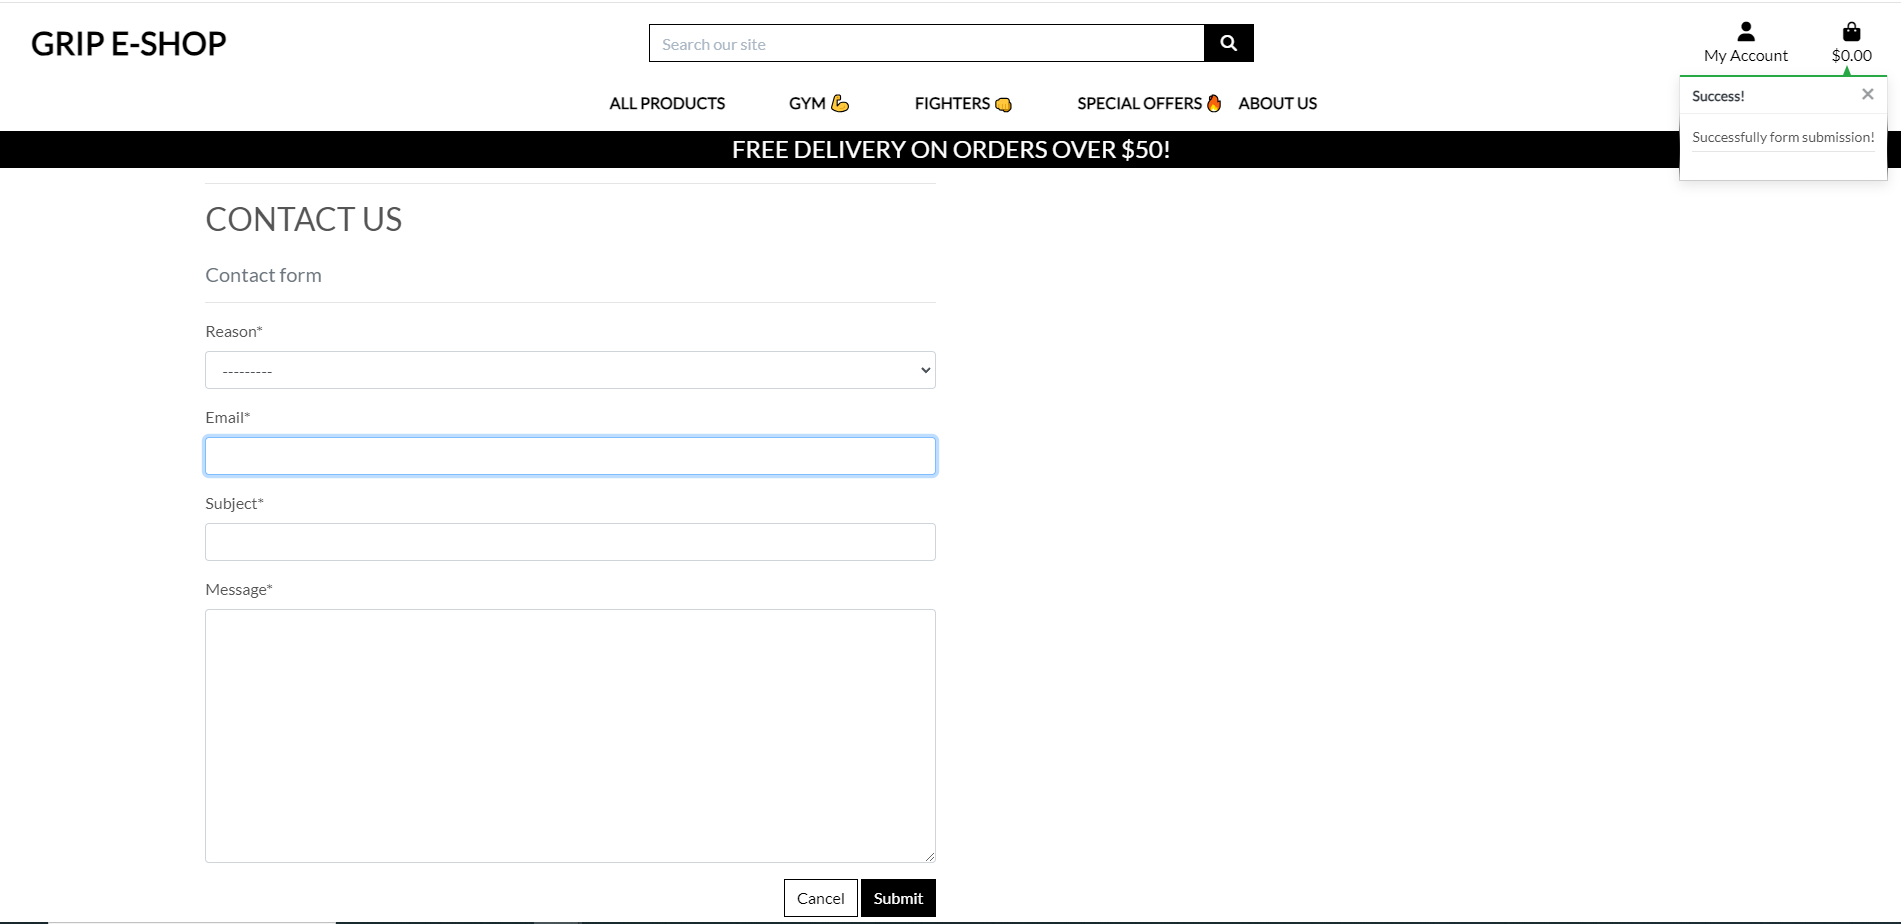 GRIP E-SHOP
Search our site
My Account
$0.00
ALL PRODUCTS GYM 💪 FIGHTERS 👊 SPECIAL OFFERS 🔥 ABOUT US
Success! ×
Successfully form submission!
FREE DELIVERY ON ORDERS OVER $50!
CONTACT US
Contact form
Reason*
---------
Email*
Subject*
Message*
Cancel Submit